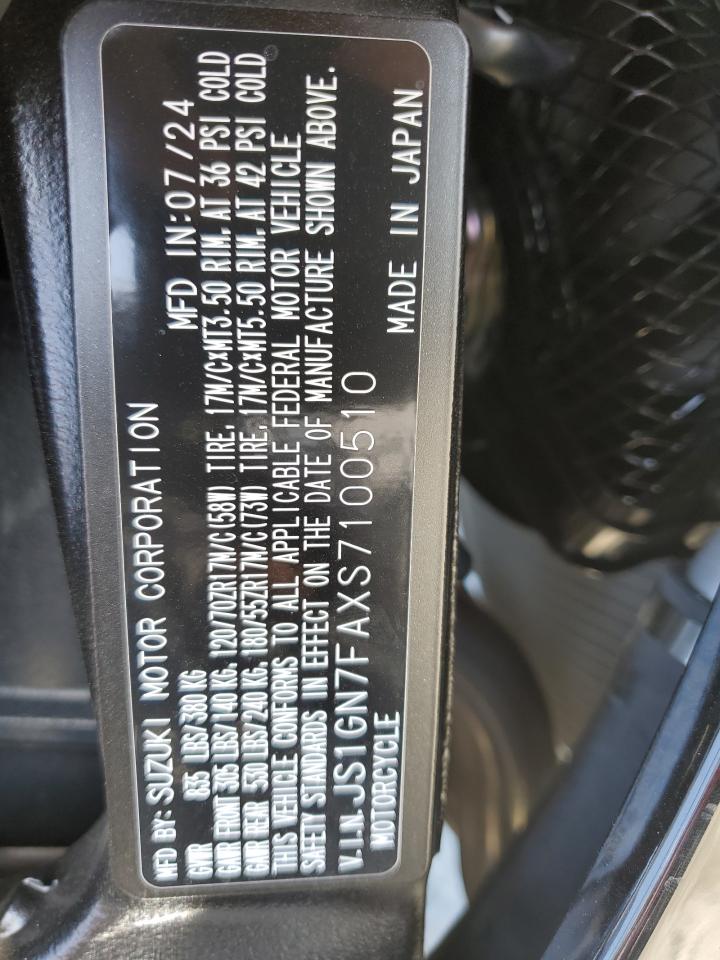 MFD BY: SUZUKI MOTOR CORPORATION
MFD IN:07/24
GVWR 835 LBS/380 KG
GAWR FRONT 305 LBS/140 KG, 120/70ZR17M/C(58W) TIRE, 17M/CxMT3.50 RIM, AT 36 PSI COLD
GAWR REAR 530 LBS/240 KG, 180/55ZR17M/C(73W) TIRE, 17M/CxMT5.50 RIM, AT 42 PSI COLD
THIS VEHICLE CONFORMS TO ALL APPLICABLE FEDERAL MOTOR VEHICLE
SAFETY STANDARDS IN EFFECT ON THE DATE OF MANUFACTURE SHOWN ABOVE.
V.I.N. JS1GN7FAXS7100510
MOTORCYCLE MADE IN JAPAN